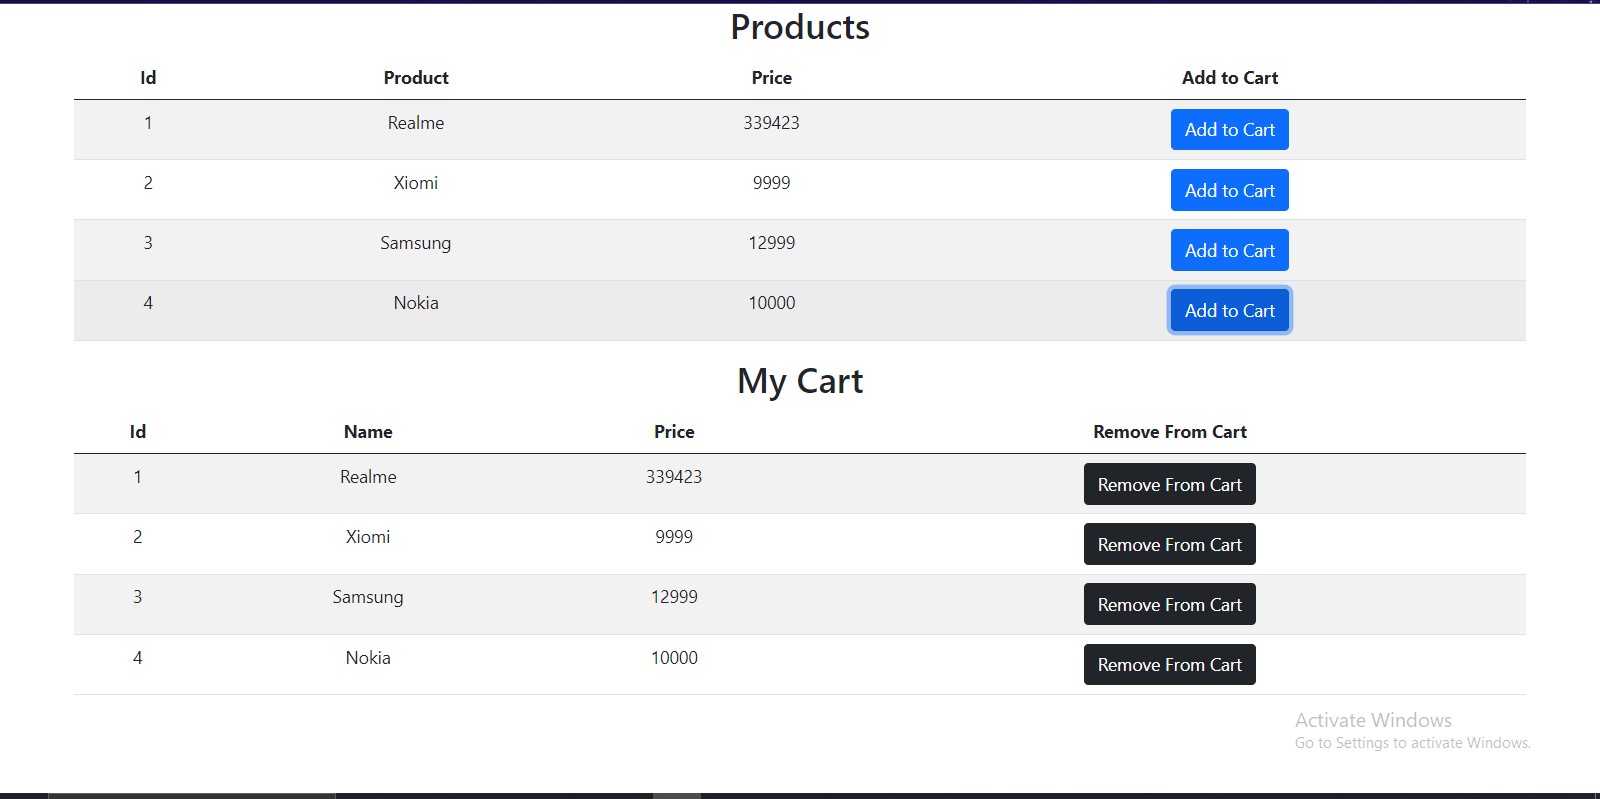 Products
Id Product Price Add to Cart
1 Realme 339423 Add to Cart
2 Xiomi 9999 Add to Cart
3 Samsung 12999 Add to Cart
4 Nokia 10000 Add to Cart
My Cart
Id Name Price Remove From Cart
1 Realme 339423 Remove From Cart
2 Xiomi 9999 Remove From Cart
3 Samsung 12999 Remove From Cart
4 Nokia 10000 Remove From Cart
Activate Windows
Go to Settings to activate Windows.